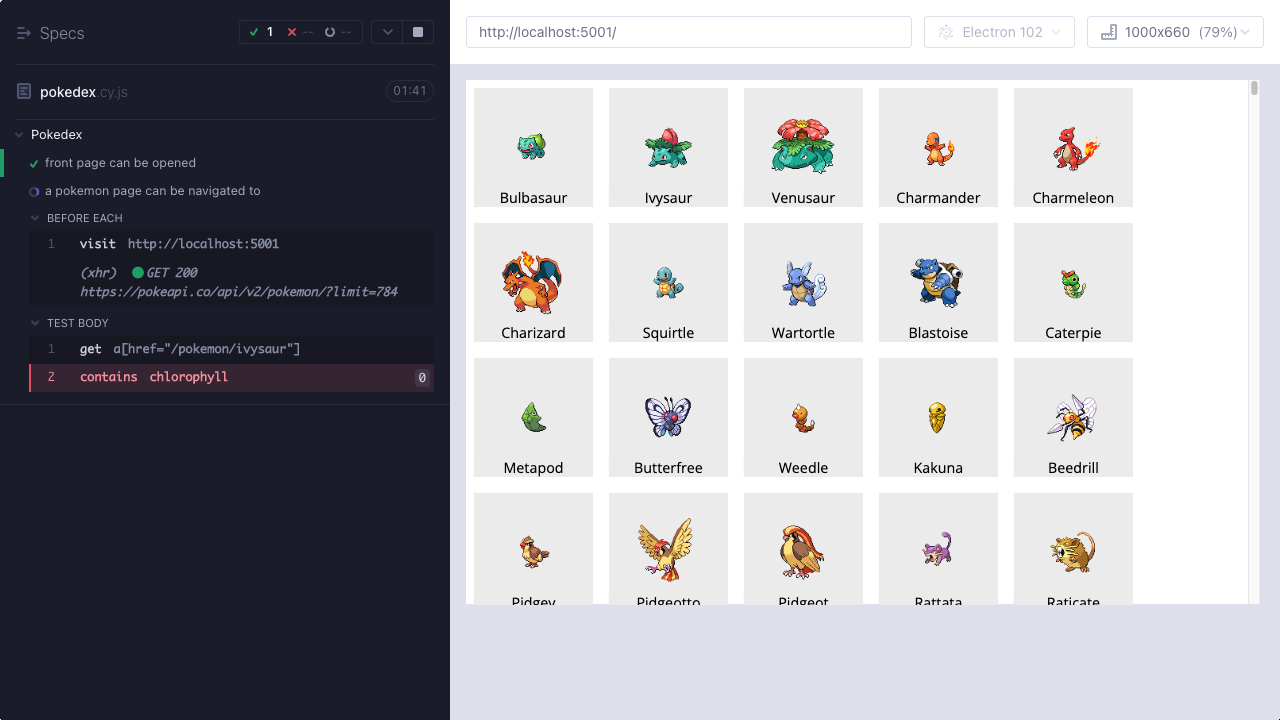 Specs
1 -- --
pokedex.cy.js 01:41
Pokedex
front page can be opened
a pokemon page can be navigated to
BEFORE EACH
1 visit http://localhost:5001
(xhr) GET 200
https://pokeapi.co/api/v2/pokemon/?limit=784
TEST BODY
1 get a[href="/pokemon/ivysaur"]
2 contains chlorophyll 0
http://localhost:5001/ Electron 102 1000x660 (79%)
Bulbasaur Ivysaur Venusaur Charmander Charmeleon
Charizard Squirtle Wartortle Blastoise Caterpie
Metapod Butterfree Weedle Kakuna Beedrill
Pidgey Pidgeotto Pidgeot Rattata Raticate